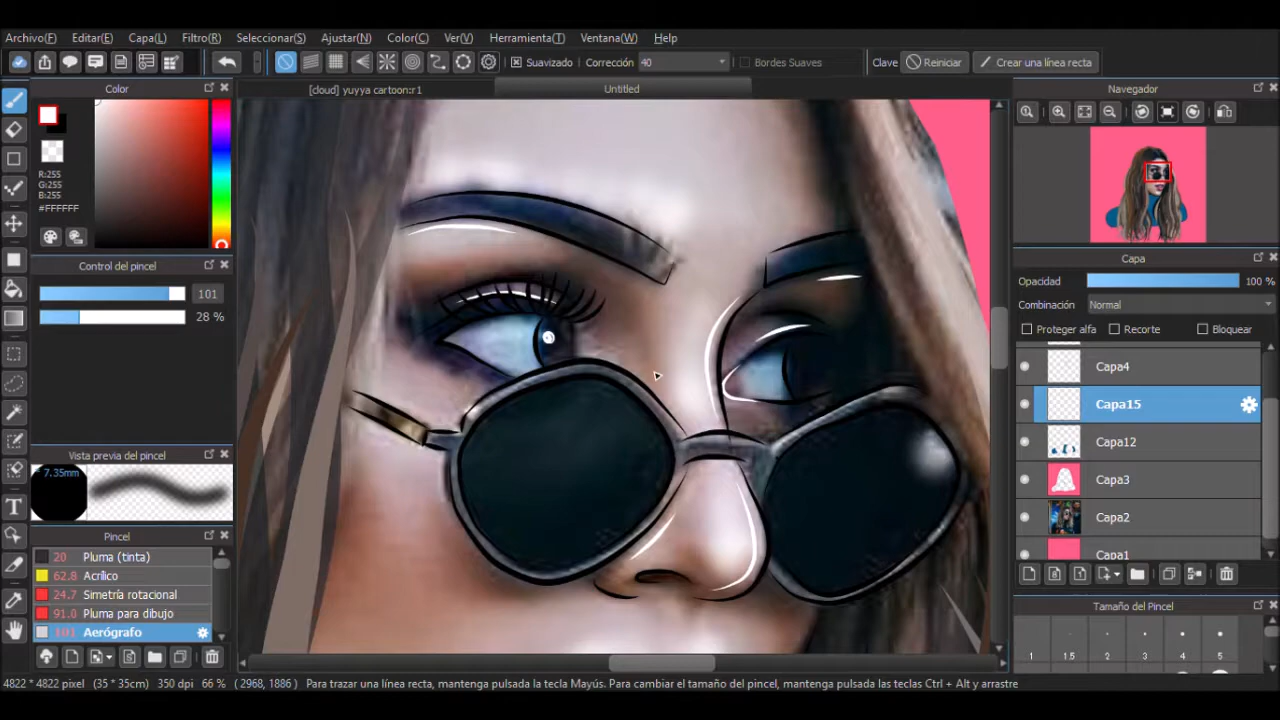 Archivo(F) Editar(E) Capa(L) Filtro(R) Seleccionar(S) Ajustar(N) Color(C) Ver(V) Herramienta(T) Ventana(W) Help
Suavizado Corrección 40 Bordes Suaves Clave Reiniciar Crear una línea recta
Color
[cloud] yuyya cartoon:r1
Untitled
Navegador
R:255
G:255
B:255
#FFFFFF
Control del pincel
101
28 %
Vista previa del pincel
7.35mm
Pincel
20 Pluma (tinta)
62.8 Acrílico
24.7 Simetría rotacional
91.0 Pluma para dibujo
101 Aerógrafo
Capa
Opacidad 100 %
Combinación Normal
Proteger alfa Recorte Bloquear
Capa4
Capa15
Capa12
Capa3
Capa2
Capa1
Tamaño del Pincel
1 1.5 2 3 4 5
4822 * 4822 pixel (35 * 35cm) 350 dpi 66 % ( 2968, 1886 ) Para trazar una línea recta, mantenga pulsada la tecla Mayús. Para cambiar el tamaño del pincel, mantenga pulsadas las teclas Ctrl + Alt y arrastre